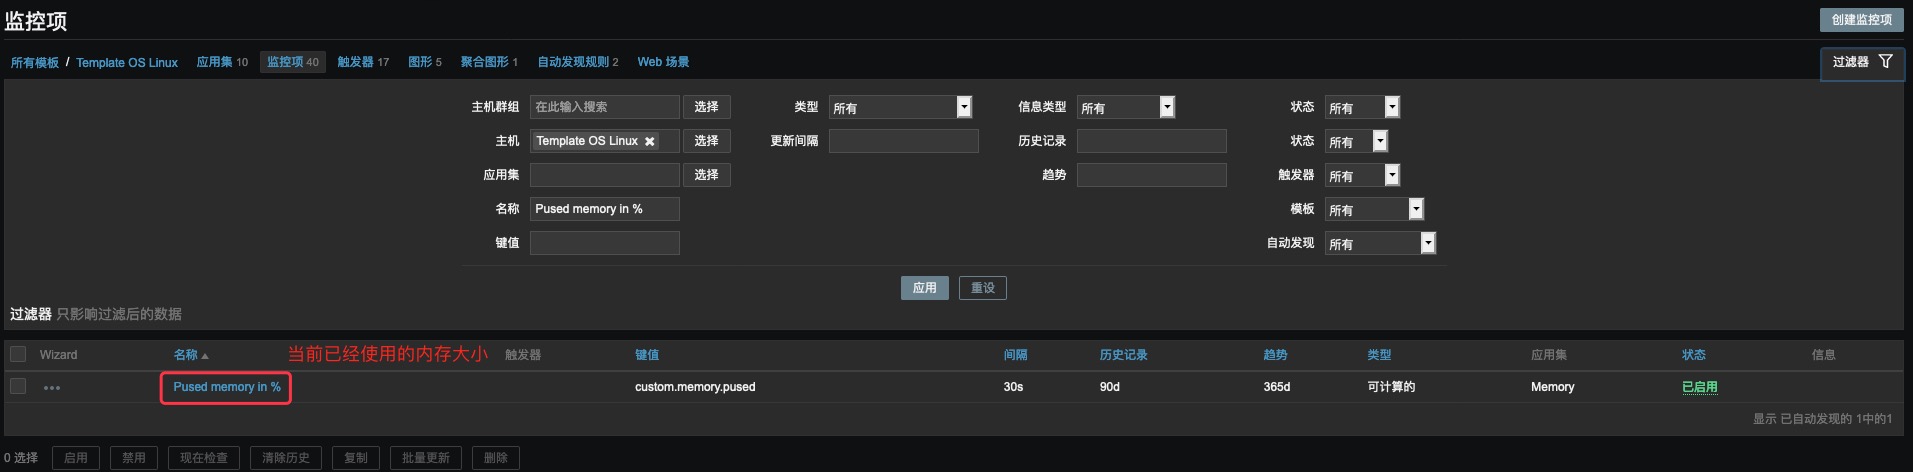 监控项
创建监控项
所有模板 / Template OS Linux 应用集 10 监控项 40 触发器 17 图形 5 聚合图形 1 自动发现规则 2 Web 场景
过滤器
主机群组 在此输入搜索 选择 类型 所有 信息类型 所有 状态 所有
主机 Template OS Linux 选择 更新间隔 历史记录 状态 所有
应用集 选择 趋势 触发器 所有
名称 Pused memory in % 模板 所有
键值 自动发现 所有
应用 重设
过滤器 只影响过滤后的数据
Wizard 名称 当前已经使用的内存大小 触发器 键值 间隔 历史记录 趋势 类型 应用集 状态 信息
Pused memory in % custom.memory.pused 30s 90d 365d 可计算的 Memory 已启用
显示 已自动发现的 1中的1
0 选择 启用 禁用 现在检查 清除历史 复制 批量更新 删除